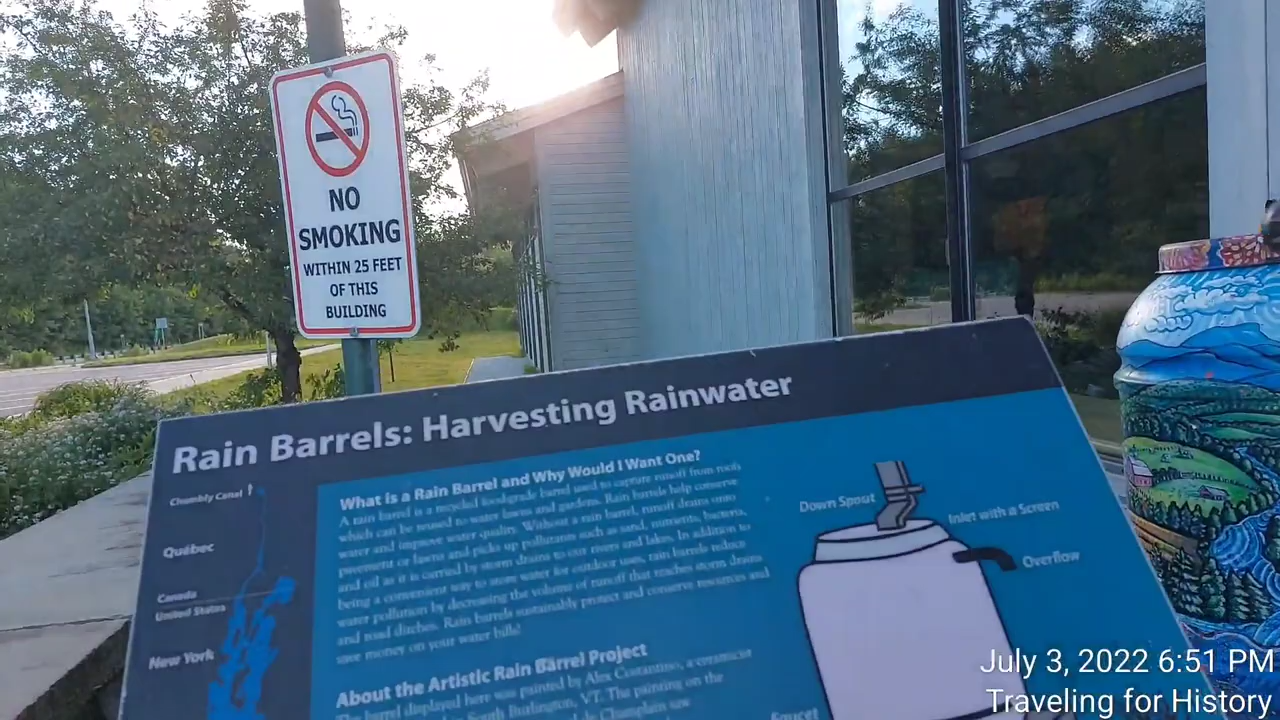 NO
SMOKING
WITHIN 25 FEET
OF THIS
BUILDING
Rain Barrels: Harvesting Rainwater
Chambly Canal
Québec
Canada
United States
New York
What is a Rain Barrel and Why Would I Want One?
A rain barrel is a recycled foodgrade barrel used to capture runoff from roofs
which can be reused to water lawns and gardens. Rain barrels help conserve
water and improve water quality. Without a rain barrel, runoff drains onto
pavement or lawns and picks up pollutants such as sand, nutrients, bacteria,
and oil as it is carried by storm drains to our rivers and lakes. In addition to
being a convenient way to store water for outdoor uses, rain barrels reduce
water pollution by decreasing the volume of runoff that reaches storm drains
and road ditches. Rain barrels sustainably protect and conserve resources and
save money on your water bills!
About the Artistic Rain Barrel Project
The barrel displayed here was painted by Alex Costantino, a ceramicist
South Burlington, VT. The painting on the
Champlain
Down Spout
Inlet with a Screen
Overflow
Faucet
July 3, 2022 6:51 PM
Traveling for History